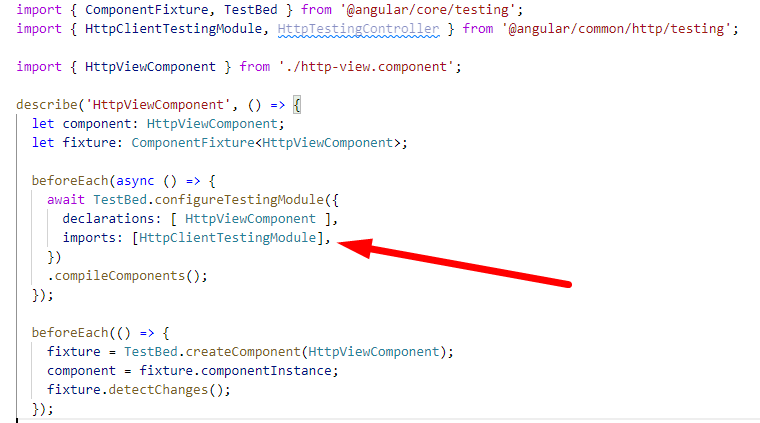 import { ComponentFixture, TestBed } from '@angular/core/testing';
import { HttpClientTestingModule, HttpTestingController } from '@angular/common/http/testing';
import { HttpViewComponent } from './http-view.component';
describe('HttpViewComponent', () => {
let component: HttpViewComponent;
let fixture: ComponentFixture<HttpViewComponent>;
beforeEach(async () => {
await TestBed.configureTestingModule({
declarations: [ HttpViewComponent ],
imports: [HttpClientTestingModule],
})
.compileComponents();
});
beforeEach(() => {
fixture = TestBed.createComponent(HttpViewComponent);
component = fixture.componentInstance;
fixture.detectChanges();
});